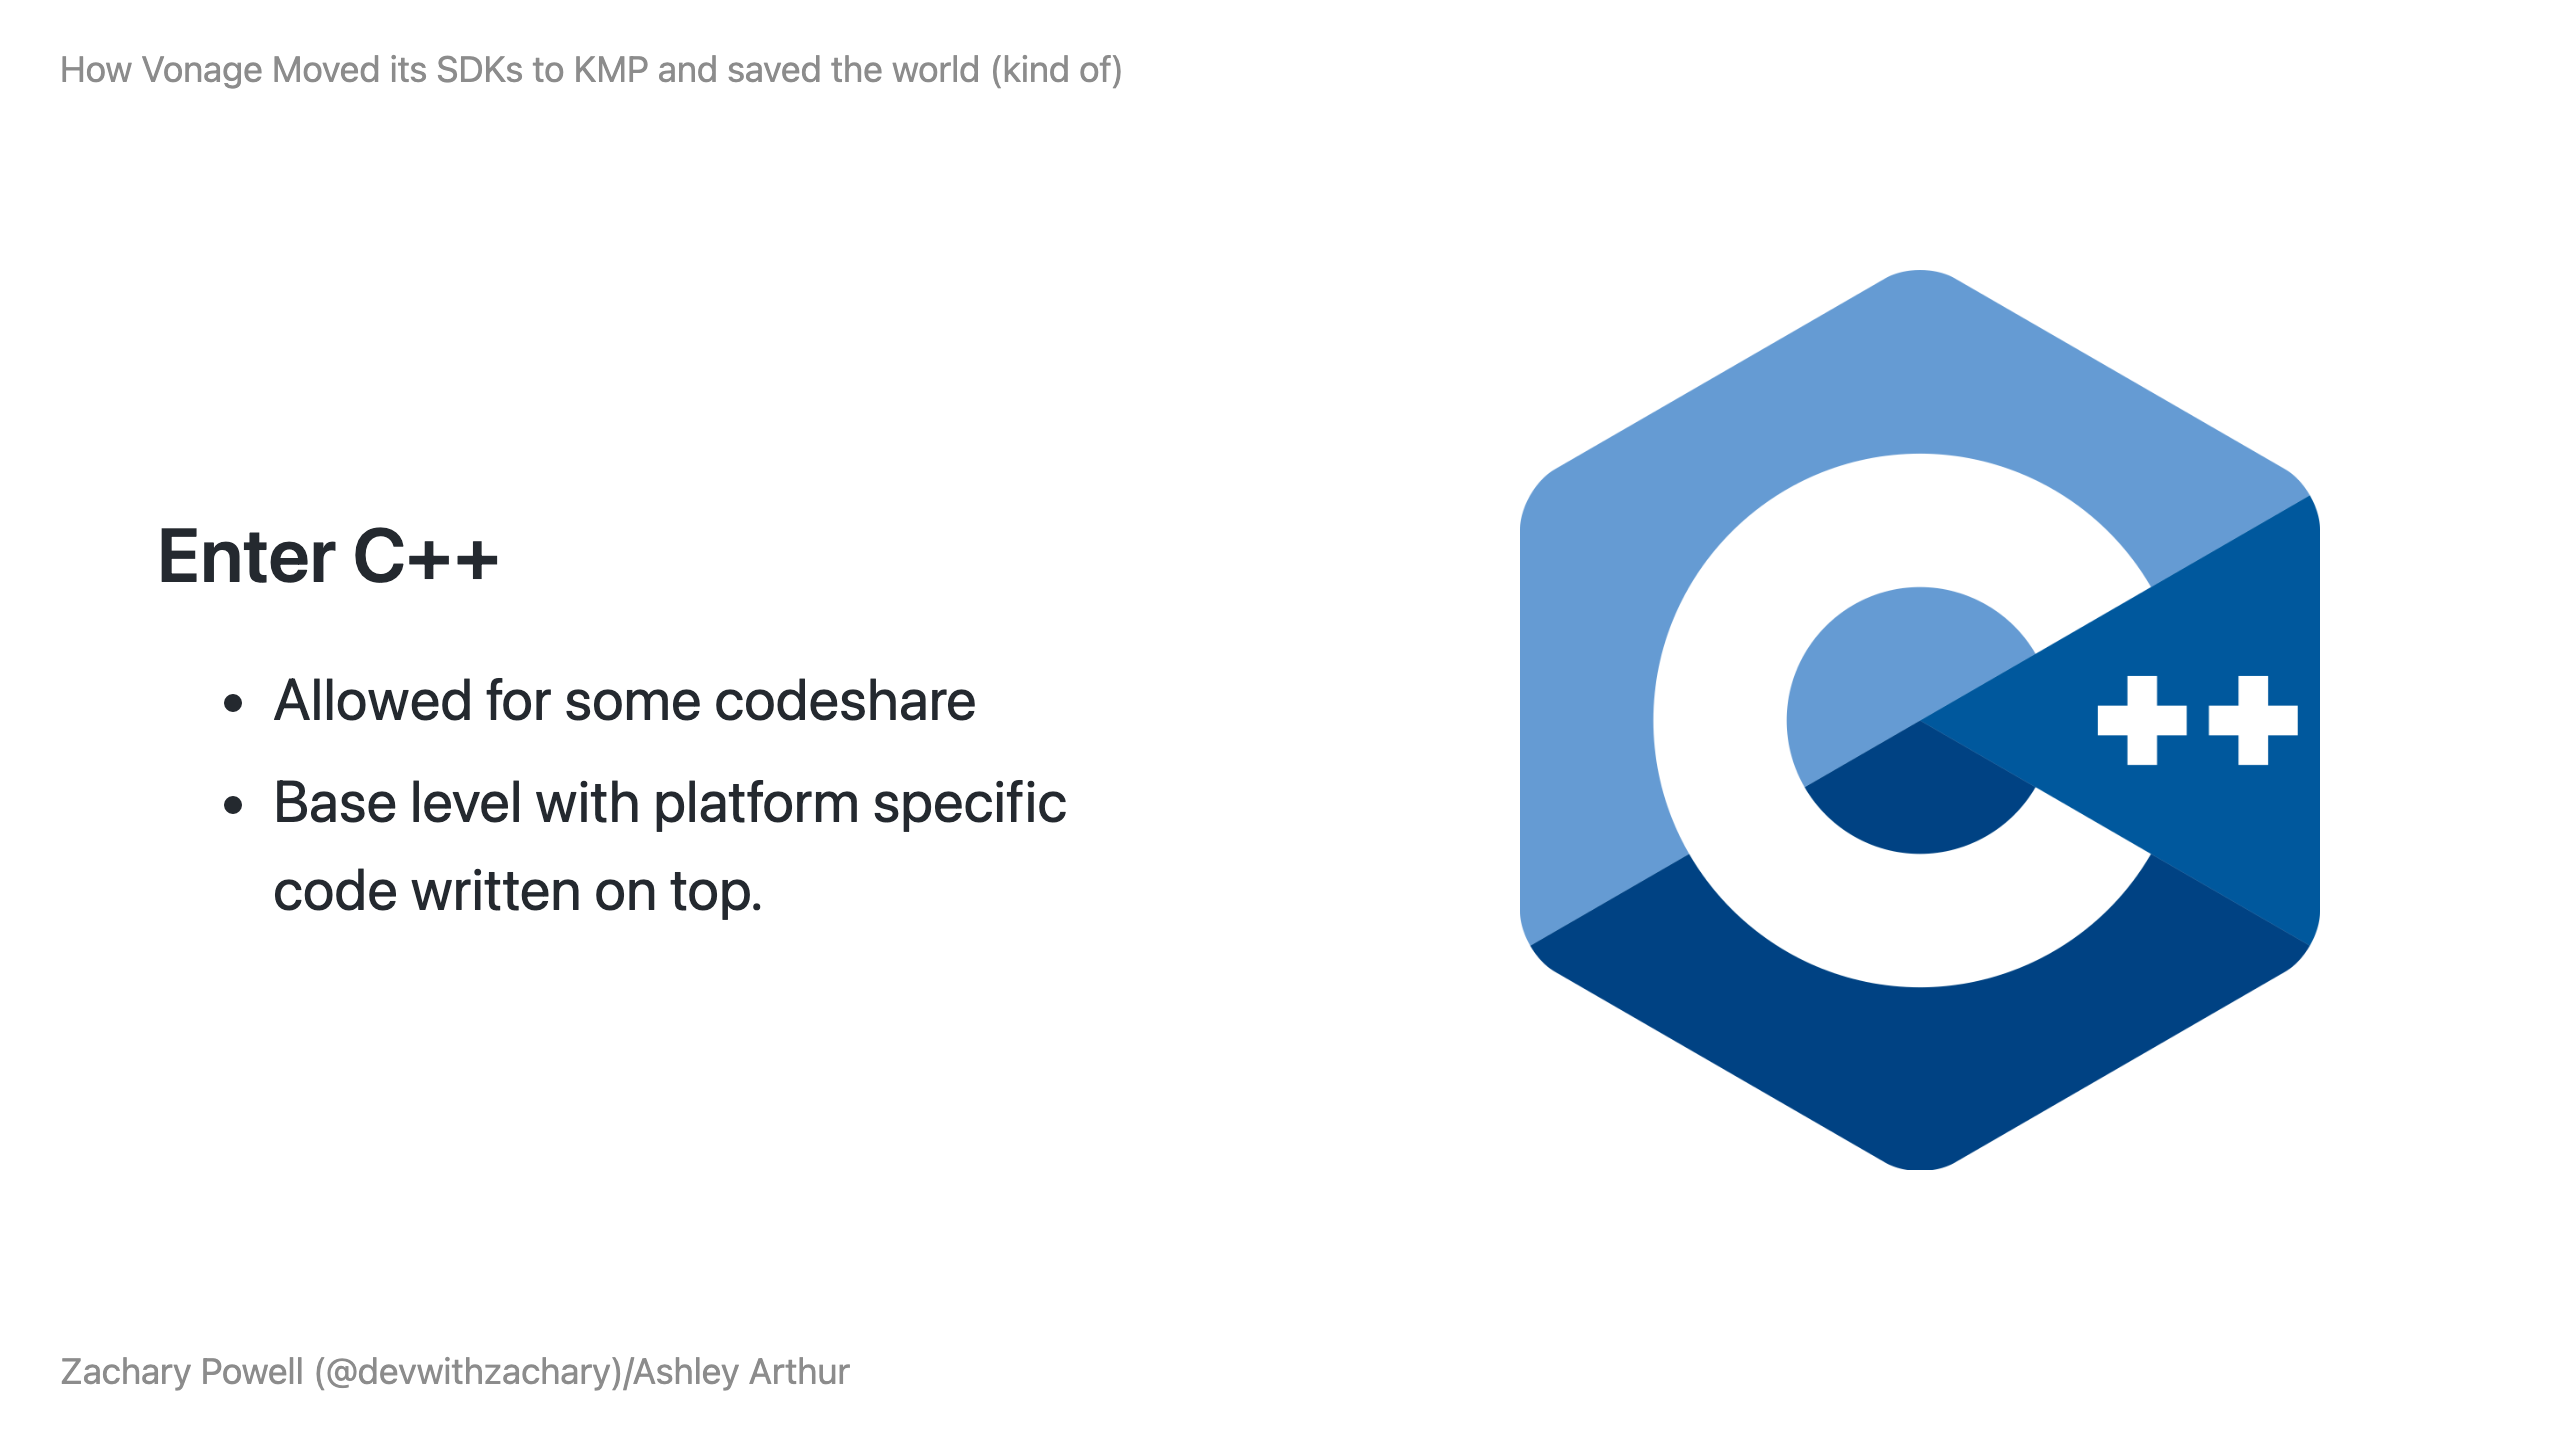 How Vonage Moved its SDKs to KMP and saved the world (kind of)
Enter C++
• Allowed for some codeshare
• Base level with platform specific
code written on top.
C++
Zachary Powell (@devwithzachary)/Ashley Arthur